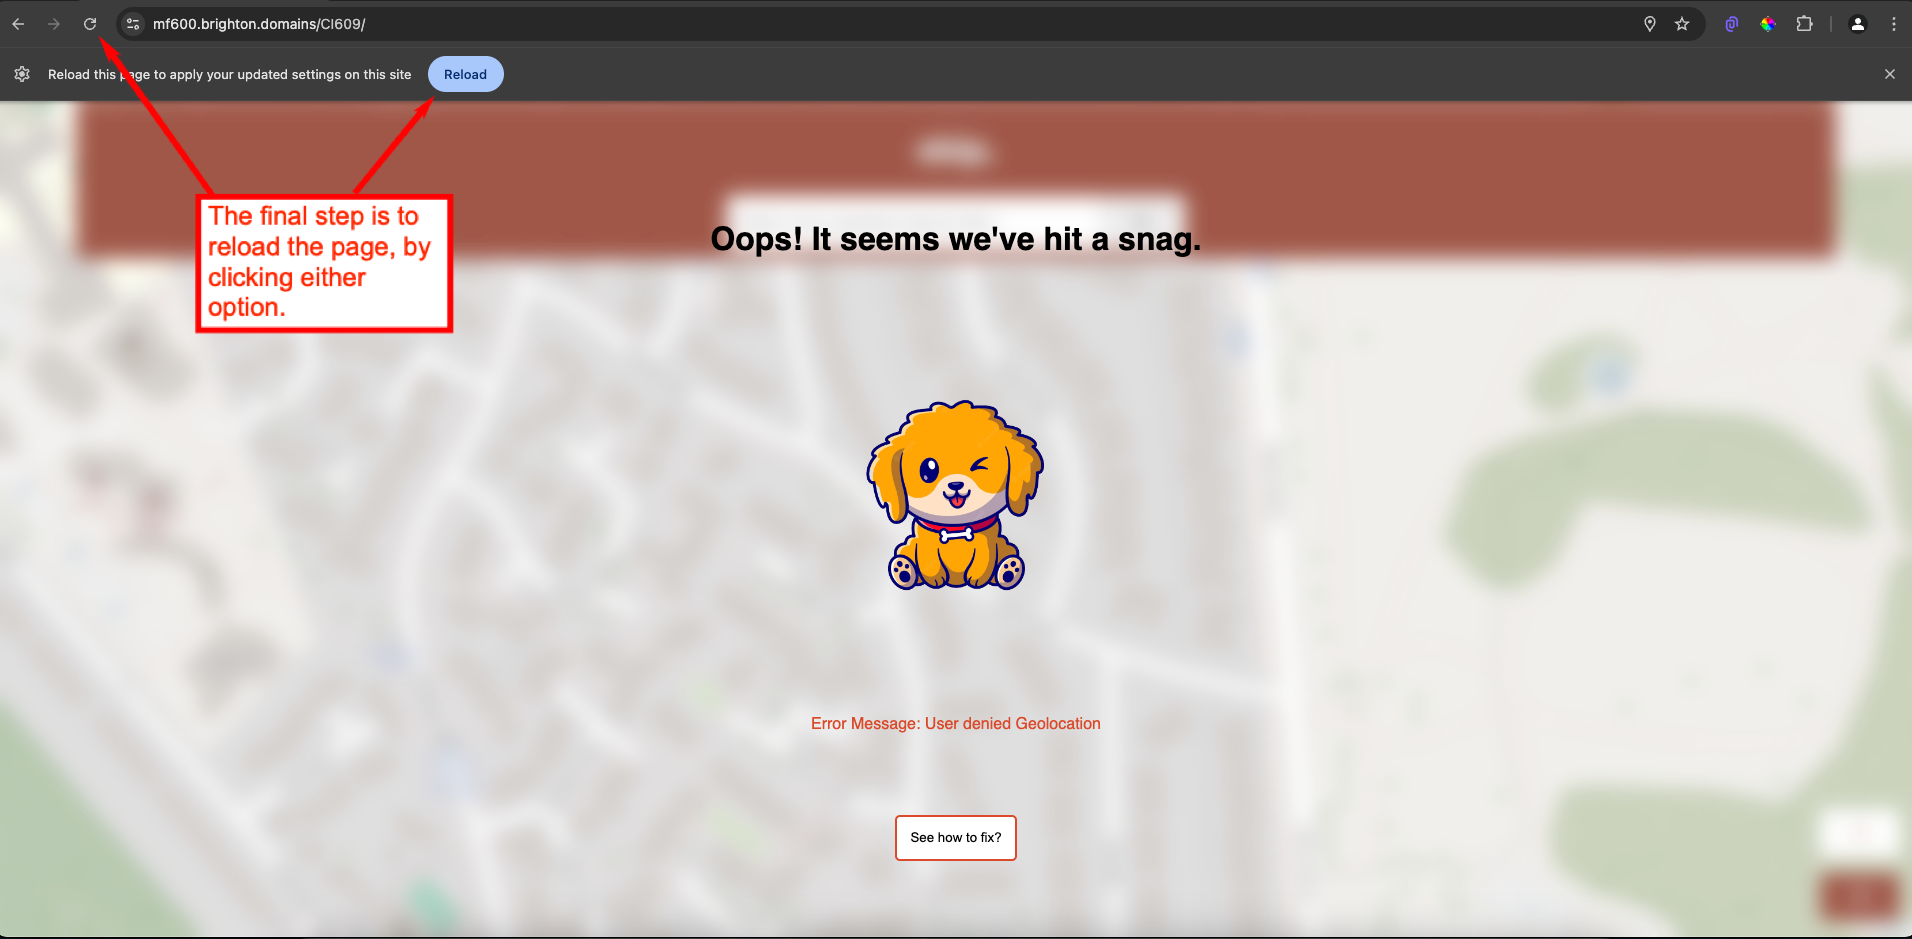 mf600.brighton.domains/CI609/
Reload this page to apply your updated settings on this site
Reload
The final step is to
reload the page, by
clicking either
option.
Oops! It seems we've hit a snag.
Error Message: User denied Geolocation
See how to fix?